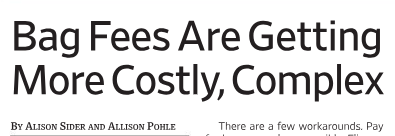 Bag Fees Are Getting
More Costly, Complex
By Alison Sider and Allison Pohle
There are a few workarounds. Pay